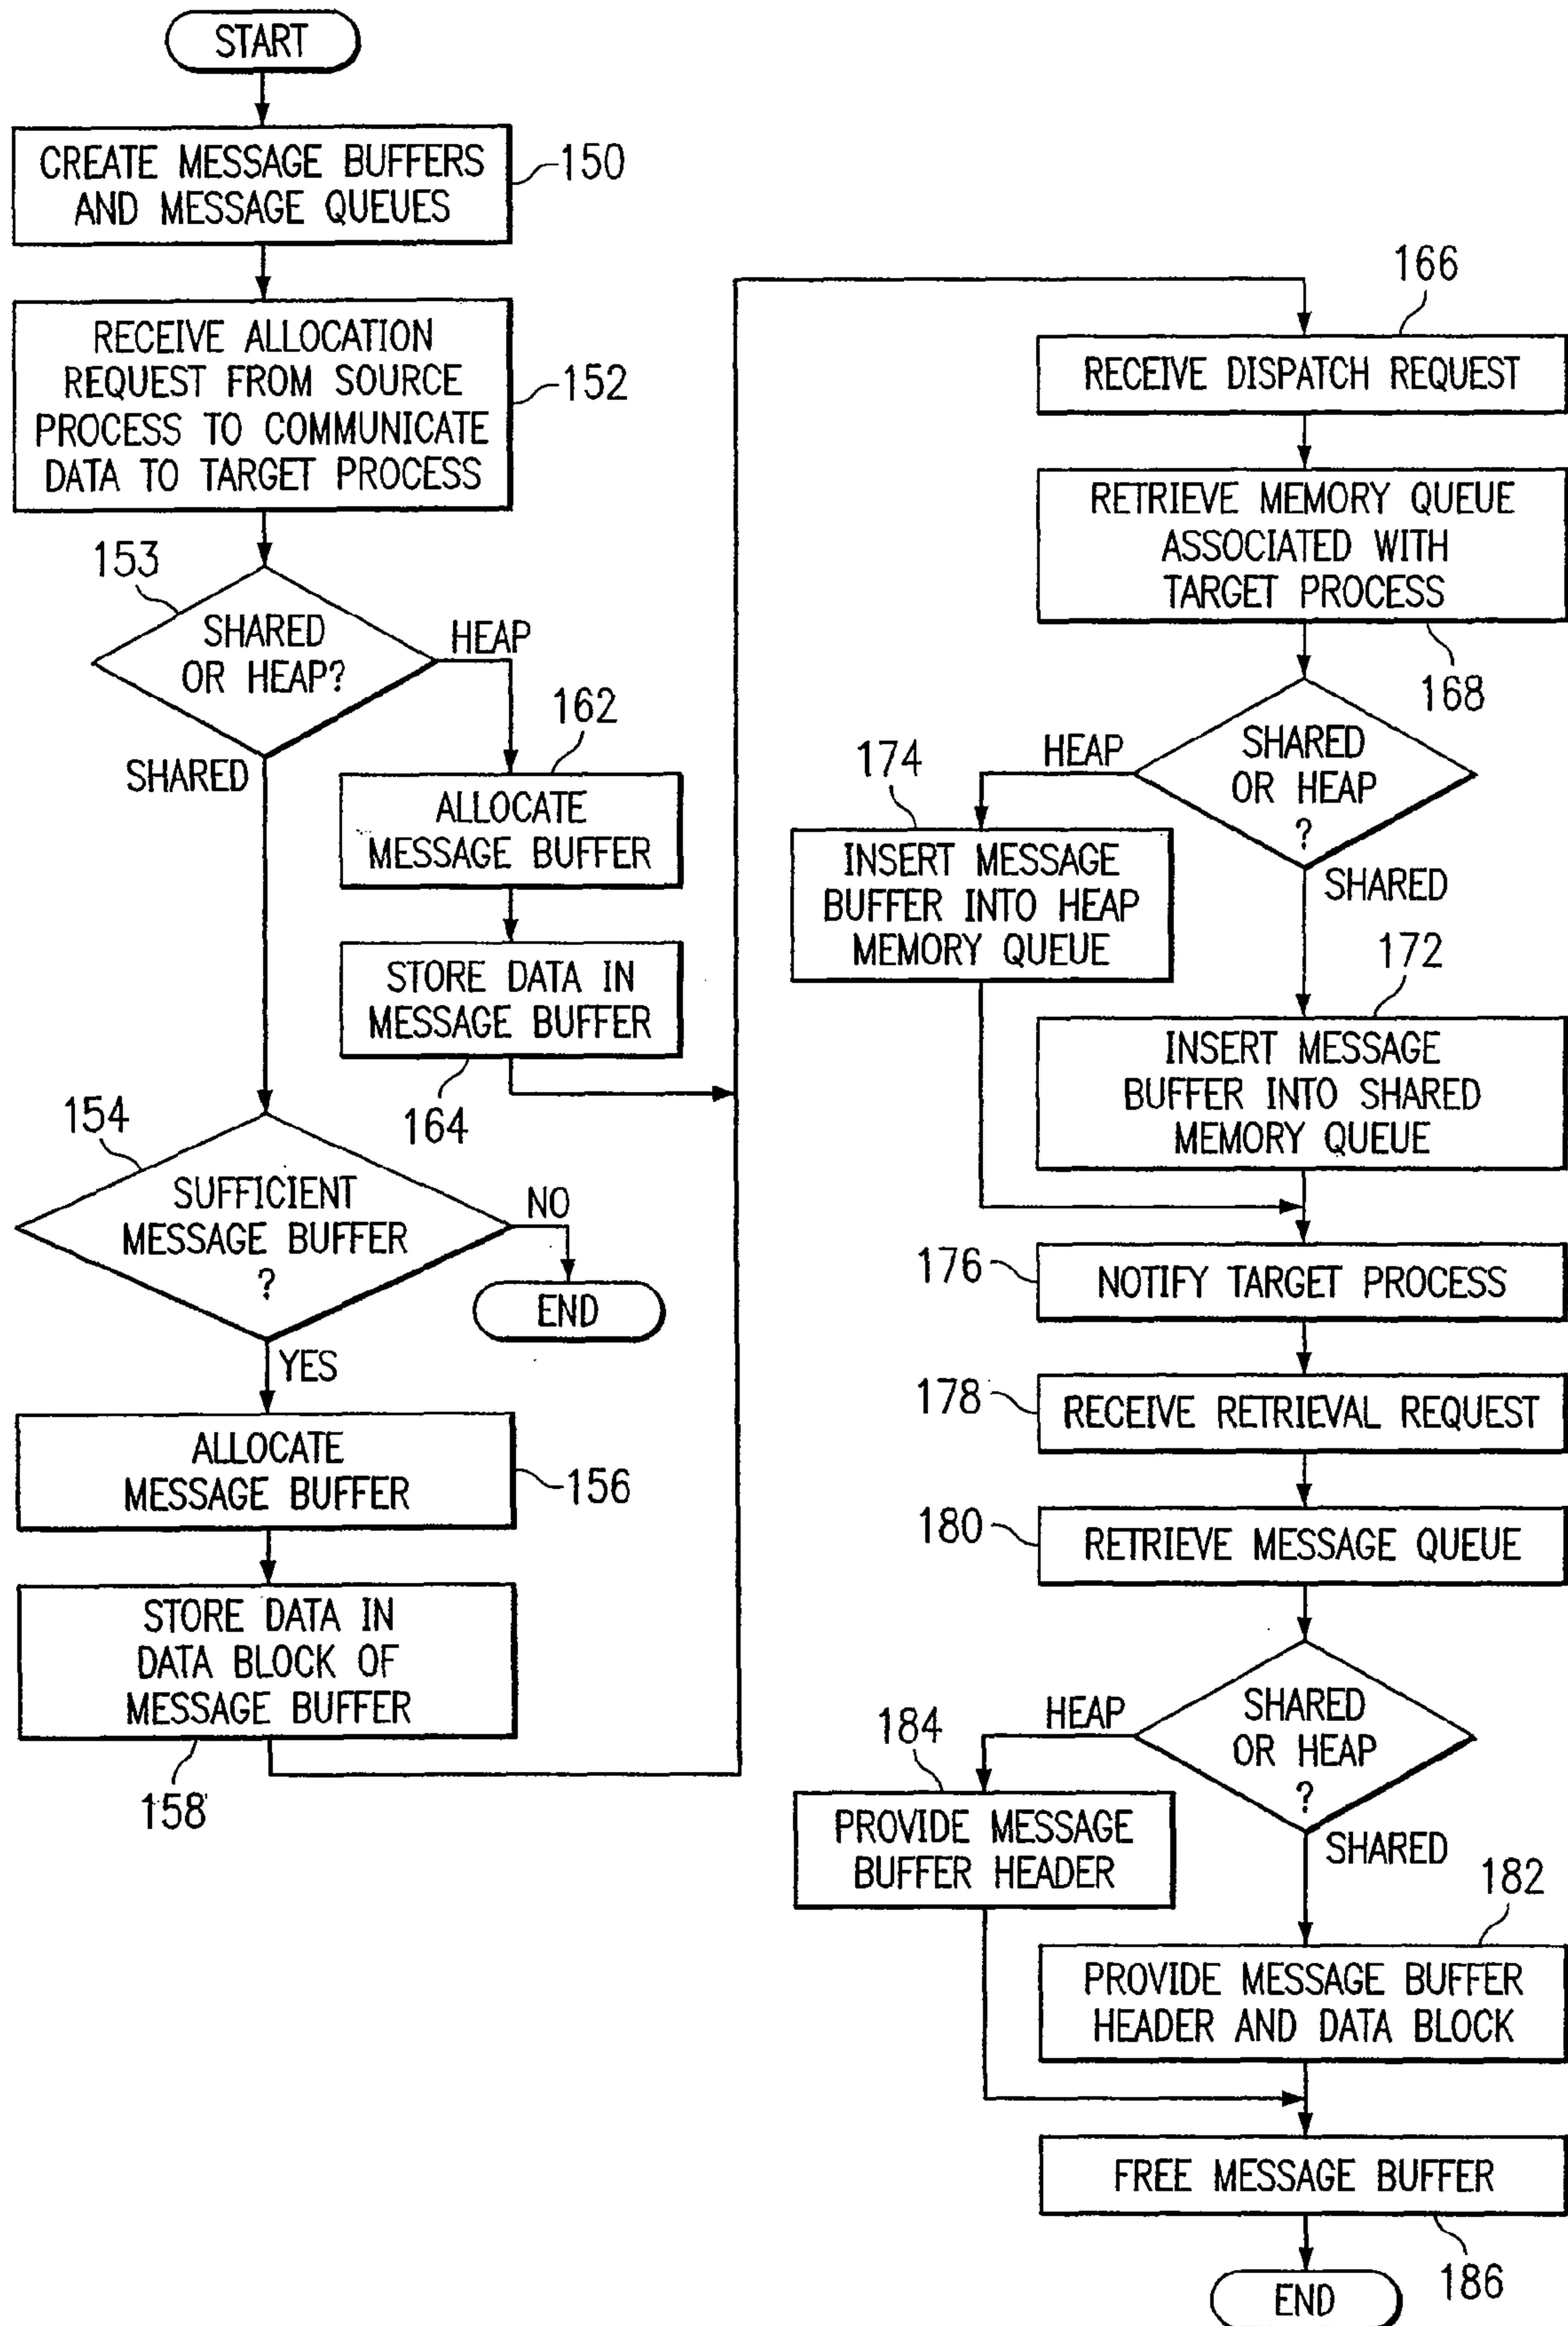 START
CREATE MESSAGE BUFFERS
AND MESSAGE QUEUES
150
RECEIVE ALLOCATION
REQUEST FROM SOURCE
PROCESS TO COMMUNICATE
DATA TO TARGET PROCESS
152
153
SHARED
OR HEAP?
HEAP
SHARED
162
ALLOCATE
MESSAGE BUFFER
STORE DATA IN
MESSAGE BUFFER
164
154
SUFFICIENT
MESSAGE BUFFER
?
NO
END
YES
ALLOCATE
MESSAGE BUFFER
156
STORE DATA IN
DATA BLOCK OF
MESSAGE BUFFER
158
166
RECEIVE DISPATCH REQUEST
RETRIEVE MEMORY QUEUE
ASSOCIATED WITH
TARGET PROCESS
168
SHARED
OR HEAP
?
HEAP
SHARED
174
INSERT MESSAGE
BUFFER INTO HEAP
MEMORY QUEUE
172
INSERT MESSAGE
BUFFER INTO SHARED
MEMORY QUEUE
176
NOTIFY TARGET PROCESS
178
RECEIVE RETRIEVAL REQUEST
180
RETRIEVE MESSAGE QUEUE
SHARED
OR HEAP
?
HEAP
SHARED
184
PROVIDE MESSAGE
BUFFER HEADER
182
PROVIDE MESSAGE BUFFER
HEADER AND DATA BLOCK
FREE MESSAGE BUFFER
186
END